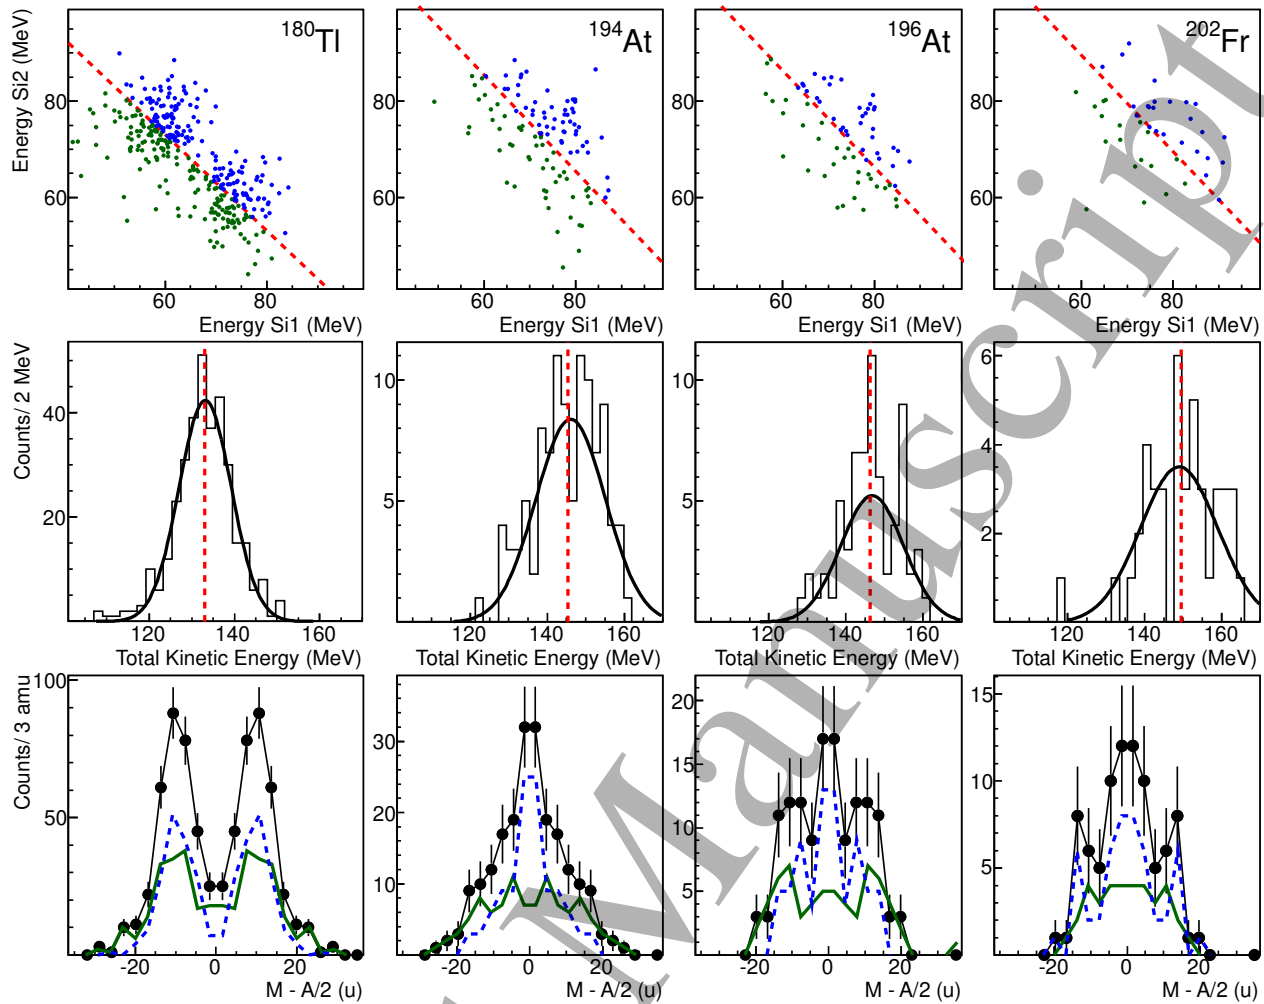 180Tl
194At
196At
202Fr
Energy Si2 (MeV)
80
60
60 80
60 80
60 80
60 80
80
60
80
60
80
60
Energy Si1 (MeV)
Energy Si1 (MeV)
Energy Si1 (MeV)
Energy Si1 (MeV)
Counts/ 2 MeV
40
20
10
5
10
5
6
4
2
120 140 160
120 140 160
120 140 160
120 140 160
Total Kinetic Energy (MeV)
Total Kinetic Energy (MeV)
Total Kinetic Energy (MeV)
Total Kinetic Energy (MeV)
Counts/ 3 amu
100
50
30
20
10
20
15
10
5
15
10
5
-20 0 20
-20 0 20
-20 0 20
-20 0 20
M - A/2 (u)
M - A/2 (u)
M - A/2 (u)
M - A/2 (u)
Manuscript